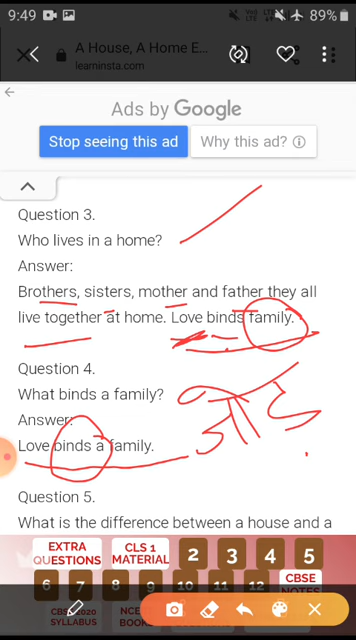 9:49
89%
A House, A Home E...
learninsta.com
Ads by Google
Stop seeing this ad
Why this ad?
Question 3.
Who lives in a home?
Answer:
Brothers, sisters, mother and father they all
live together at home. Love binds family.
Question 4.
What binds a family?
Answer:
Love binds a family.
Question 5.
What is the difference between a house and a
EXTRA QUESTIONS
CLS 1 MATERIAL
2 3 4 5
6 7 8 9 10 11 12
CBSE NOTES
SYLLABUS
BOOKS